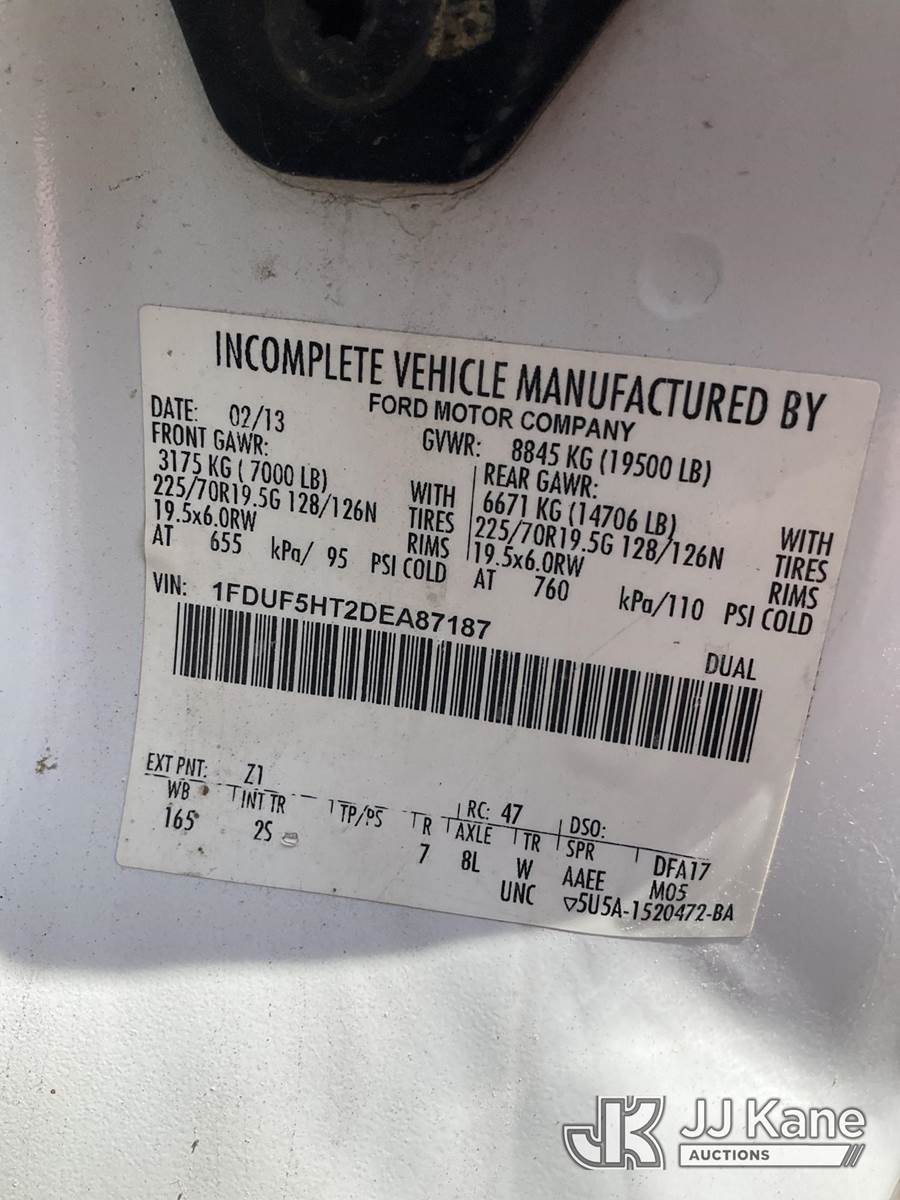 INCOMPLETE VEHICLE MANUFACTURED BY
FORD MOTOR COMPANY
DATE: 02/13 GVWR: 8845 KG (19500 LB)
FRONT GAWR: REAR GAWR:
3175 KG ( 7000 LB) WITH 6671 KG (14706 LB) WITH
225/70R19.5G 128/126N TIRES 225/70R19.5G 128/126N TIRES
19.5x6.0RW RIMS 19.5x6.0RW RIMS
AT 655 kPa/ 95 PSI COLD AT 760 kPa/110 PSI COLD
VIN: 1FDUF5HT2DEA87187
DUAL
EXT PNT: Z1 RC: 47 DSO:
WB INT TR TP/PS R AXLE TR SPR DFA17
165 2S 7 8L W AAEE M05
UNC ▽5U5A-1520472-BA
JK JJ Kane
AUCTIONS